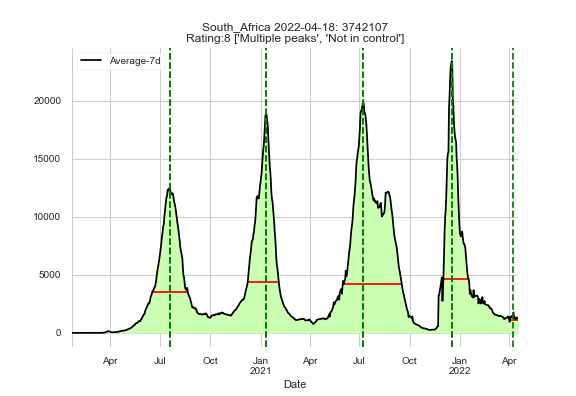 South_Africa 2022-04-18: 3742107
Rating:8 ['Multiple peaks', 'Not in control']
Average-7d
20000
15000
10000
5000
0
Apr Jul Oct Jan Apr Jul Oct Jan Apr
2021 2022
Date